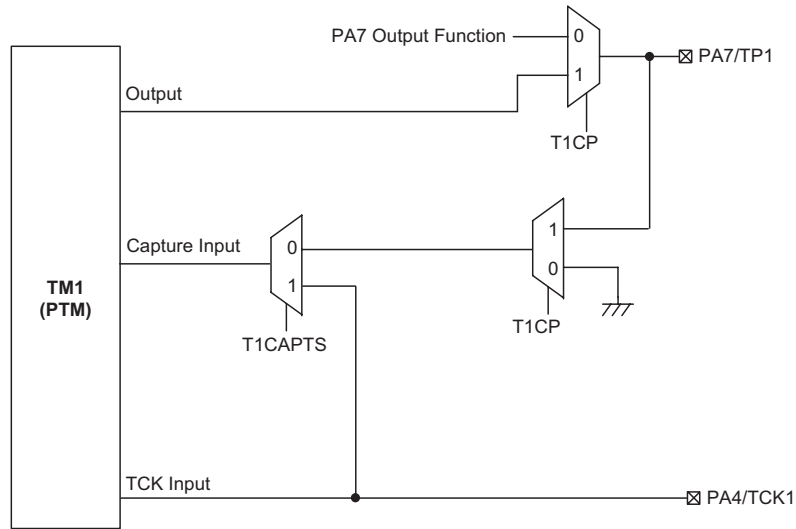 PA7 Output Function
0
1
PA7/TP1
Output
T1CP
Capture Input
0
1
1
0
TM1
(PTM)
T1CAPTS
T1CP
TCK Input
PA4/TCK1